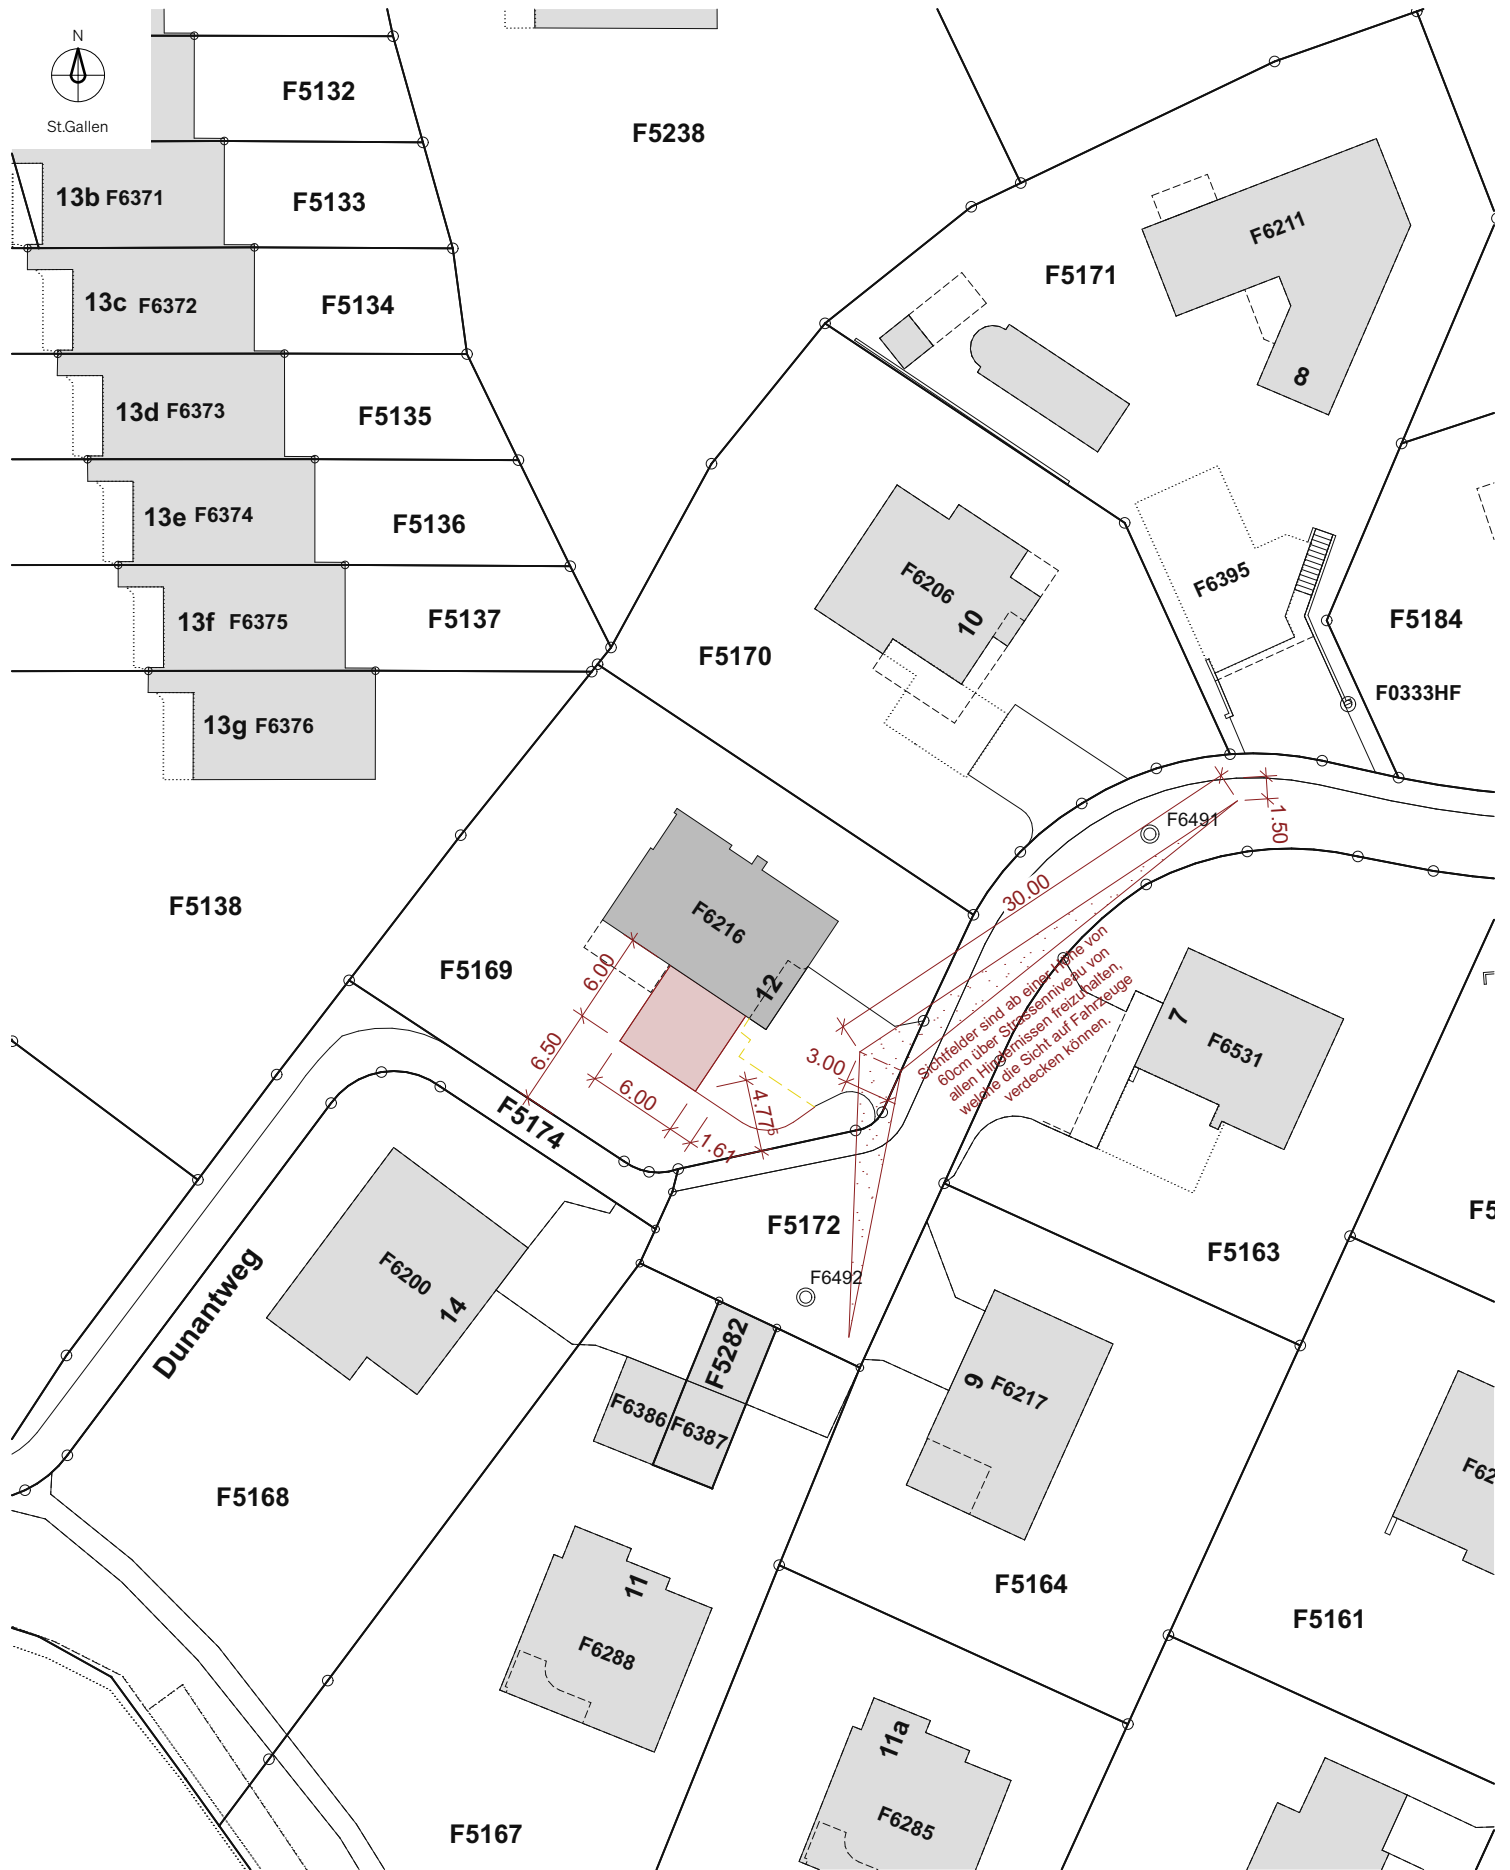 N
St.Gallen
F5132
F5238
13b F6371
F5133
F6211
F5171
13c F6372
F5134
8
13d F6373
F5135
13e F6374
F5136
F6206
10
F6395
13f F6375
F5137
F5184
F5170
F0333HF
13g F6376
F6491
1.50
30.00
F5138
F6216
12
F5169
6.00
6.50
6.00
1.61
4.77⁵
3.00
Sichtfelder sind ab einer Höhe von
60cm über Strassenniveau von
allen Hindernissen freizuhalten,
welche die Sicht auf Fahrzeuge
verdecken können.
7
F6531
F5174
F5172
F5163
F5
F6200
14
Dunantweg
F6492
F5282
F6386
F6387
9
F6217
F62
F5168
F5164
F5161
11
F6288
11a
F6285
F5167